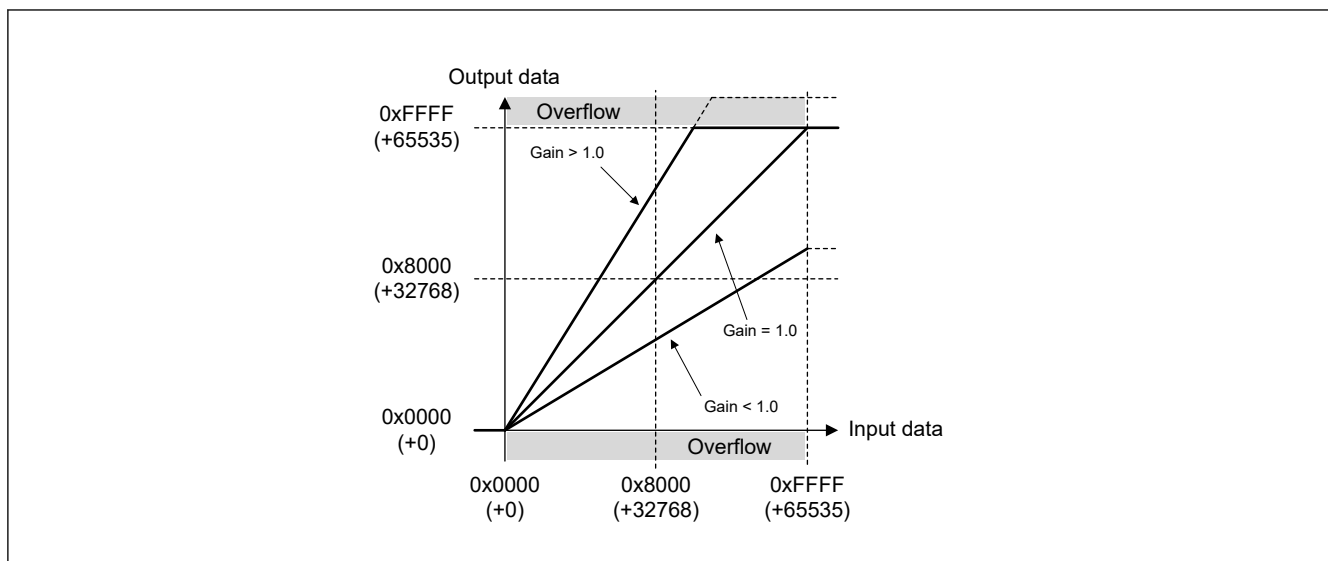 Output data
0xFFFF
(+65535)
Overflow
Gain > 1.0
0x8000
(+32768)
Gain = 1.0
Gain < 1.0
0x0000
(+0)
Input data
Overflow
0x0000
(+0)
0x8000
(+32768)
0xFFFF
(+65535)